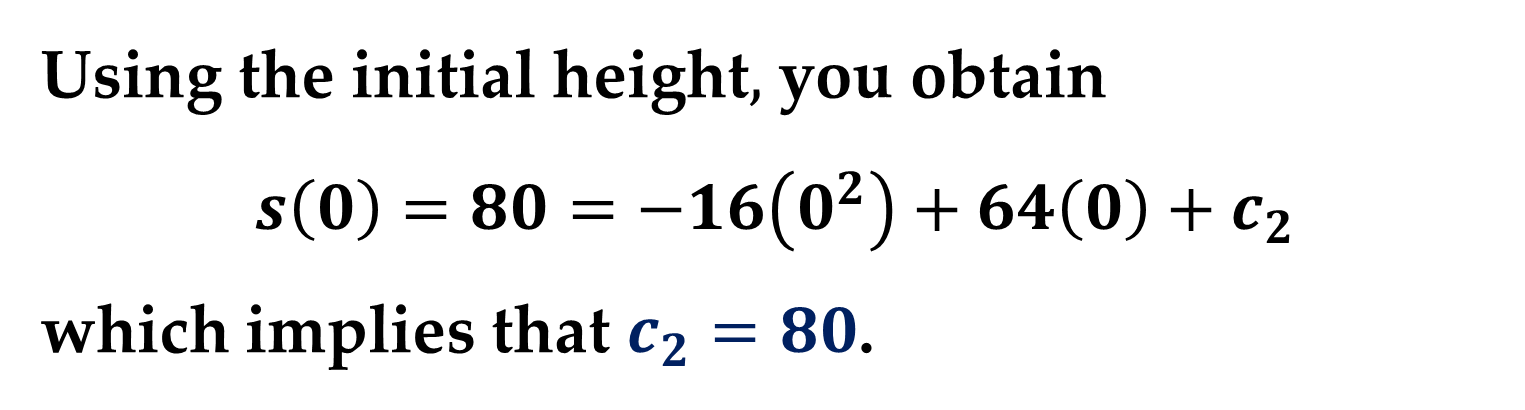 Using the initial height, you obtain
s(0) = 80 = −16(0²) + 64(0) + c₂
which implies that c₂ = 80.